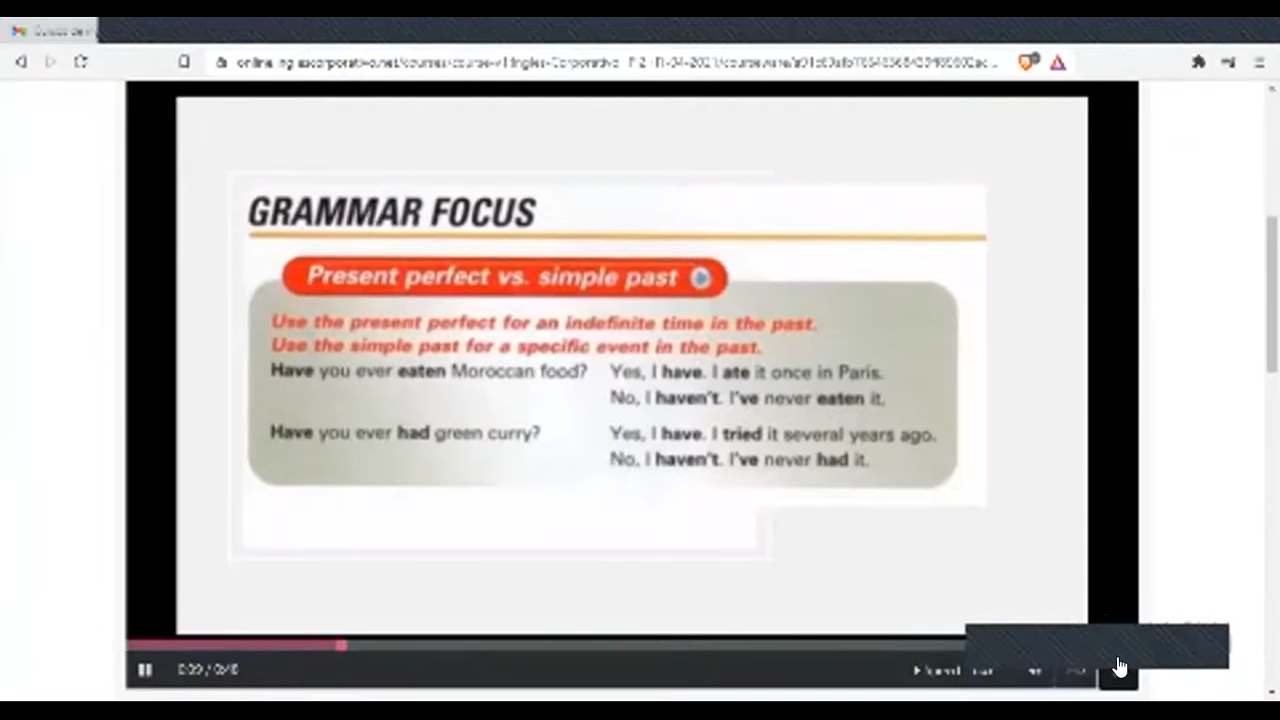 GRAMMAR FOCUS
Present perfect vs. simple past
Use the present perfect for an indefinite time in the past.
Use the simple past for a specific event in the past.
Have you ever eaten Moroccan food? Yes, I have. I ate it once in Paris.
No, I haven't. I've never eaten it.
Have you ever had green curry? Yes, I have. I tried it several years ago.
No, I haven't. I've never had it.